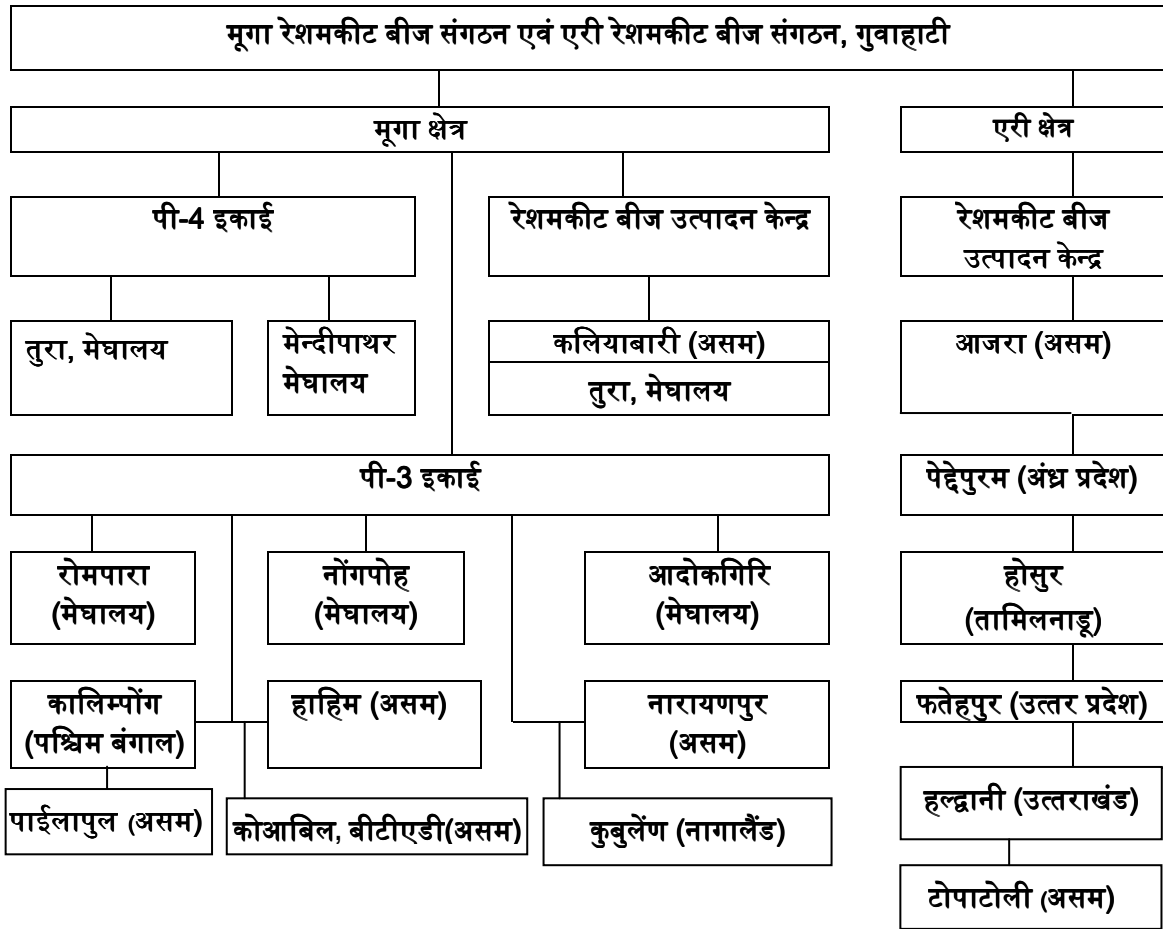 मूगा रेशमकीट बीज संगठन एवं एरी रेशमकीट बीज संगठन, गुवाहाटी
मूगा क्षेत्र
एरी क्षेत्र
पी-4 इकाई
रेशमकीट बीज उत्पादन केन्द्र
रेशमकीट बीज
उत्पादन केन्द्र
तुरा, मेघालय
मेन्दीपाथर
मेघालय
कलियाबारी (असम)
तुरा, मेघालय
आजरा (असम)
पी-3 इकाई
पेद्देपुरम (अंध्र प्रदेश)
रोमपारा
(मेघालय)
नोंगपोह
(मेघालय)
आदोकगिरि
(मेघालय)
होसुर
(तामिलनाडू)
कालिम्पोंग
(पश्चिम बंगाल)
हाहिम (असम)
नारायणपुर
(असम)
फतेहपुर (उत्तर प्रदेश)
पाईलापुल (असम)
कोआबिल, बीटीएडी(असम)
कुबुलेंण (नागालैंड)
हल्द्वानी (उत्तराखंड)
टोपाटोली (असम)